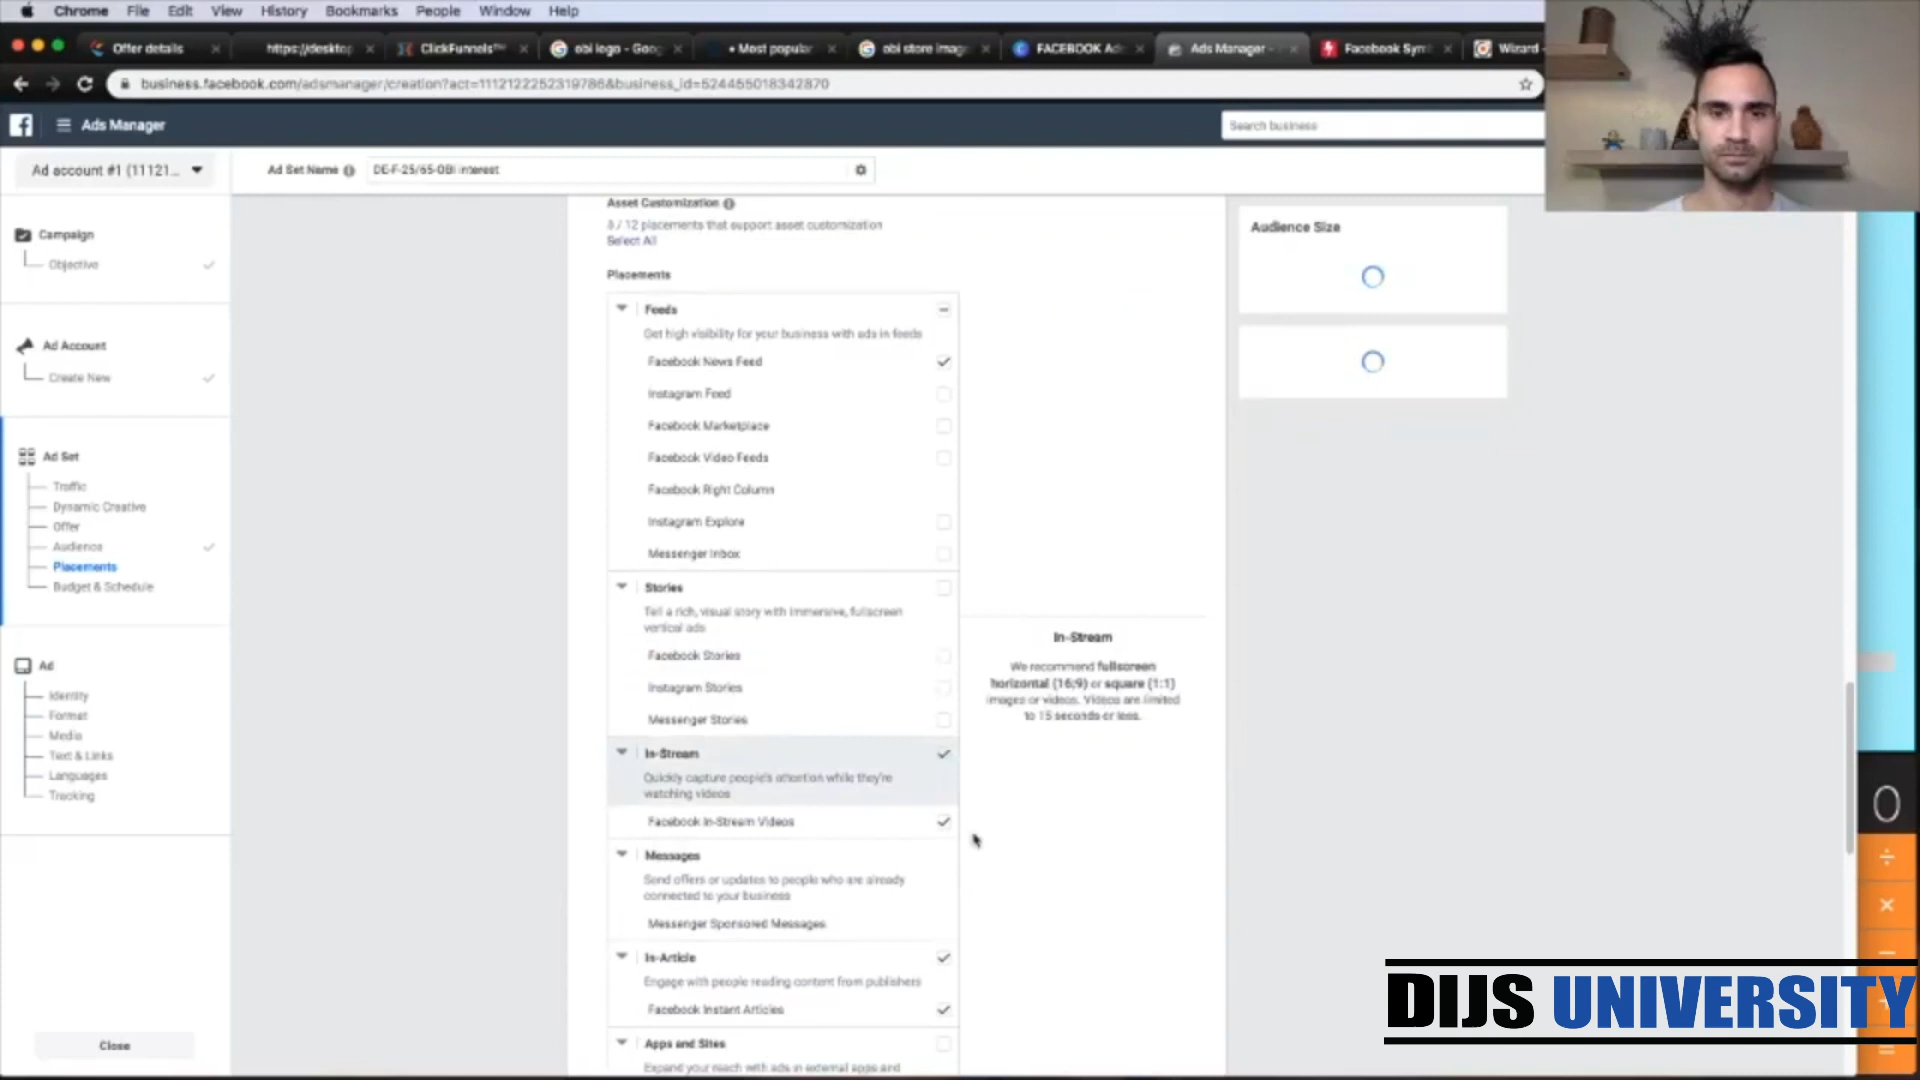 Chrome File Edit View History Bookmarks People Window Help
Offer details
https://desktop
ClickFunnels™
obi logo - Goog
• Most popular
obi store imag
FACEBOOK Ad
Ads Manager -
Facebook Sym
Wizard
business.facebook.com/adsmanager/creation?act=1112122252319786&business_id=524455018342870
Ads Manager
Search business
Ad account #1 (11121...
Ad Set Name
DE-F-25/65-OBI interest
Campaign
Objective
Ad Account
Create New
Ad Set
Traffic
Dynamic Creative
Offer
Audience
Placements
Budget & Schedule
Ad
Identity
Format
Media
Text & Links
Languages
Tracking
Close
Asset Customization
/ 12 placements that support asset customization
Select All
Placements
Feeds
Get high visibility for your business with ads in feeds
Facebook News Feed
Instagram Feed
Facebook Marketplace
Facebook Video Feeds
Facebook Right Column
Instagram Explore
Messenger Inbox
Stories
Tell a rich, visual story with immersive, fullscreen
vertical ads
Facebook Stories
Instagram Stories
Messenger Stories
In-Stream
Quickly capture people's attention while they're
watching videos
Facebook In-Stream Videos
Messages
Send offers or updates to people who are already
connected to your business
Messenger Sponsored Messages
In-Article
Engage with people reading content from publishers
Facebook Instant Articles
Apps and Sites
Expand your reach with ads in external apps and
In-Stream
We recommend fullscreen
horizontal (16:9) or square (1:1)
images or videos. Videos are limited
to 15 seconds or less.
Audience Size
0
÷
×
−
DIJS UNIVERSITY